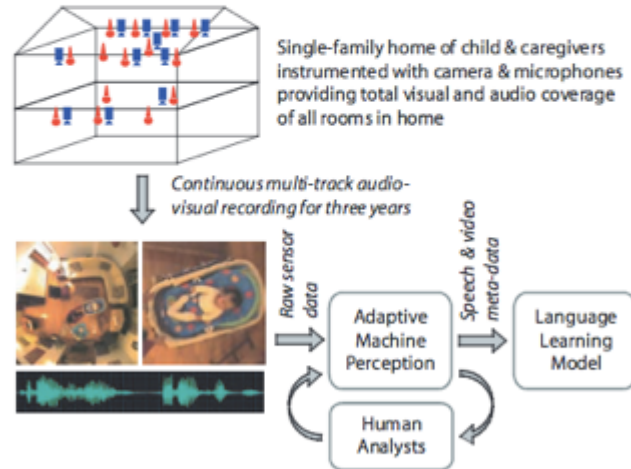 Single-family home of child & caregivers
instrumented with camera & microphones
providing total visual and audio coverage
of all rooms in home
Continuous multi-track audio-
visual recording for three years
Raw sensor
data
Adaptive
Machine
Perception
Speech & video
meta-data
Language
Learning
Model
Human
Analysts